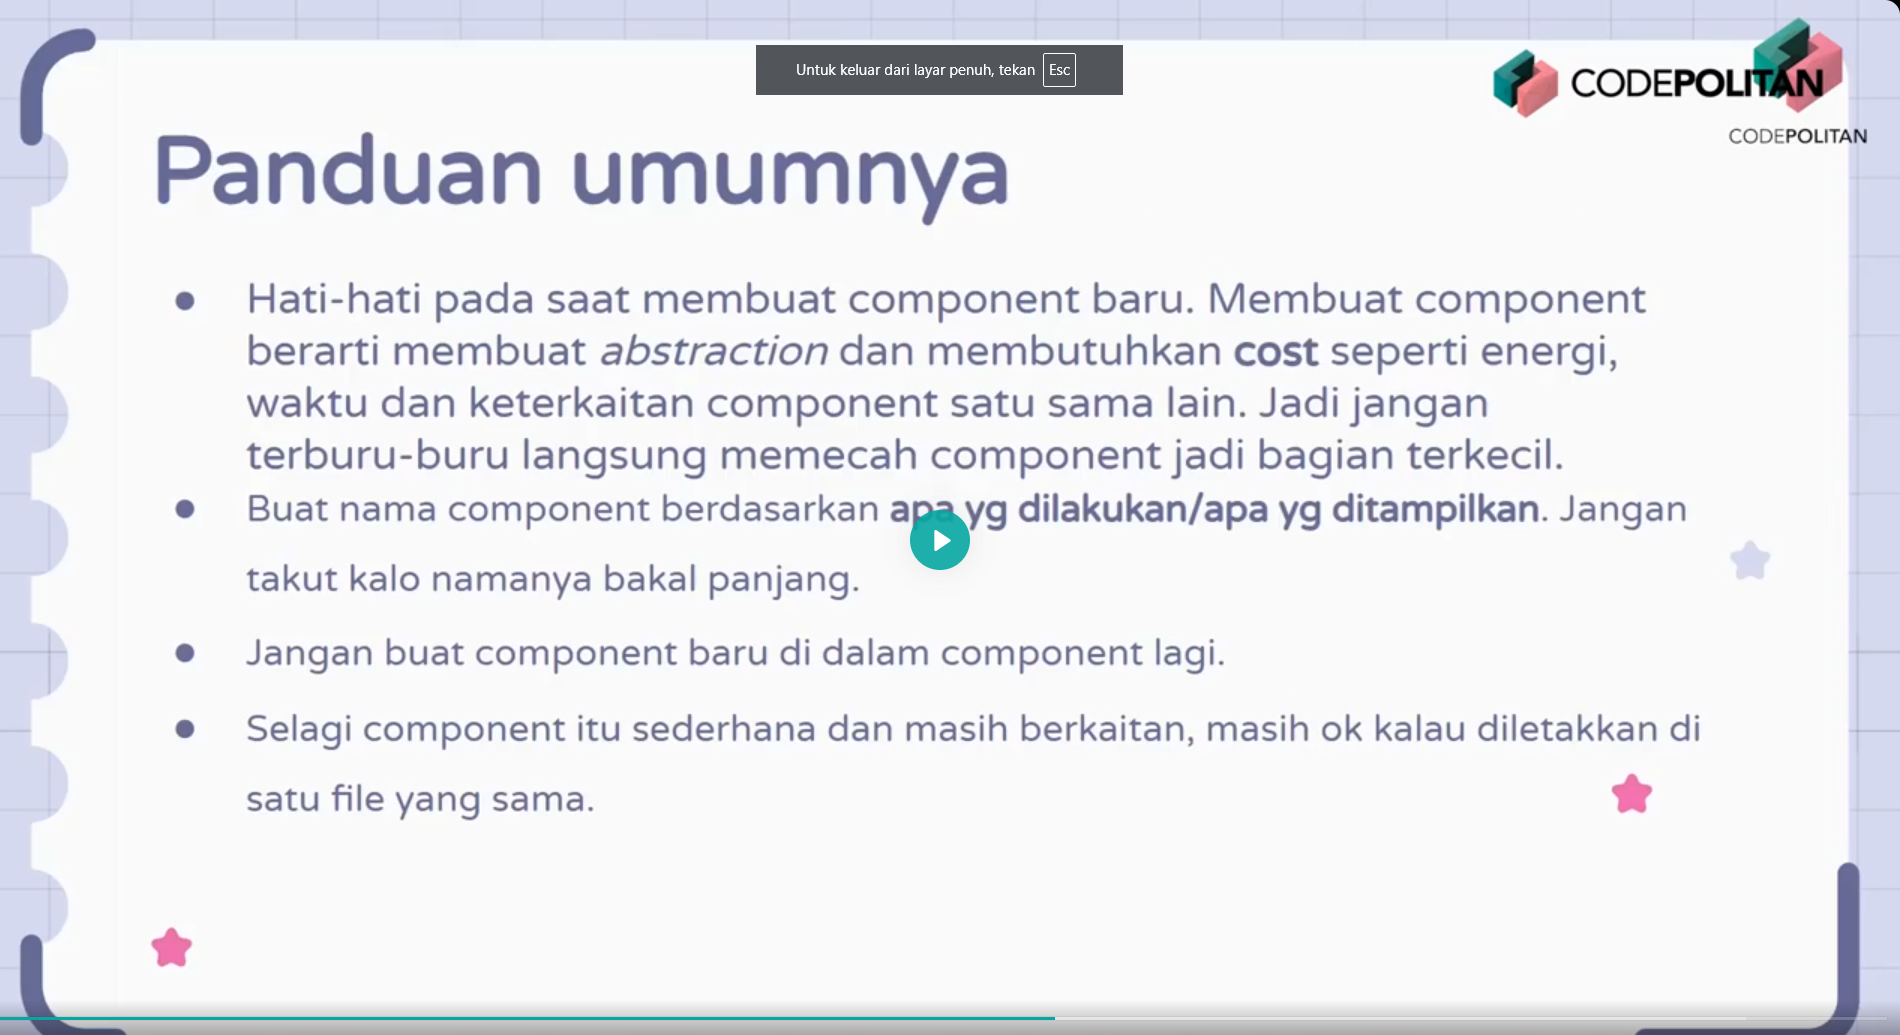 Untuk keluar dari layar penuh, tekan Esc
CODEPOLITAN
CODEPOLITAN
Panduan umumnya
● Hati-hati pada saat membuat component baru. Membuat component
berarti membuat abstraction dan membutuhkan cost seperti energi,
waktu dan keterkaitan component satu sama lain. Jadi jangan
terburu-buru langsung memecah component jadi bagian terkecil.
● Buat nama component berdasarkan apa yg dilakukan/apa yg ditampilkan. Jangan
takut kalo namanya bakal panjang.
● Jangan buat component baru di dalam component lagi.
● Selagi component itu sederhana dan masih berkaitan, masih ok kalau diletakkan di
satu file yang sama.